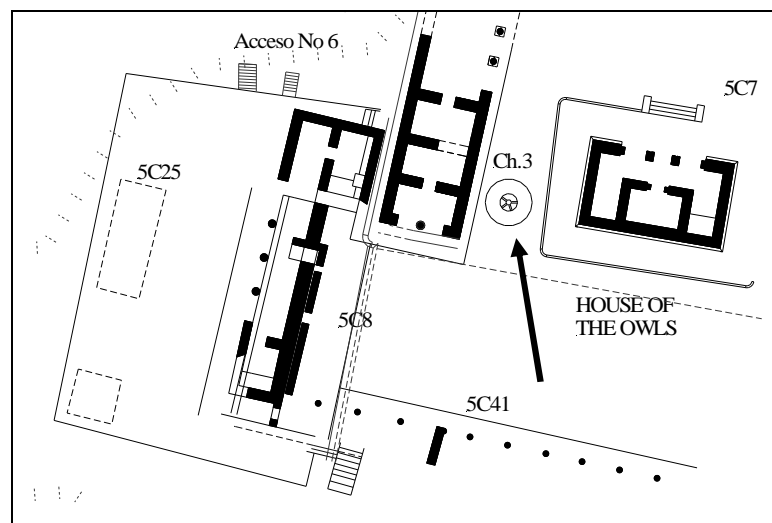 Acceso No 6
5C7
Ch.3
5C25
HOUSE OF
THE OWLS
5C8
5C41